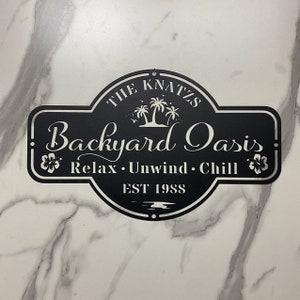 THE KNATZS
Backyard Oasis
Relax · Unwind · Chill
EST 1988